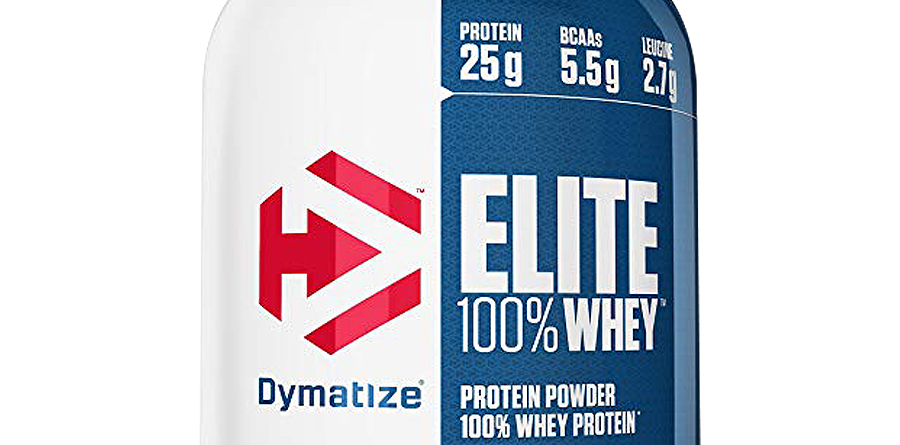 PROTEIN BCAAs LEUCINE
25g 5.5g 2.7g
ELITE
100% WHEY™
Dymatize®
PROTEIN POWDER
100% WHEY PROTEIN*